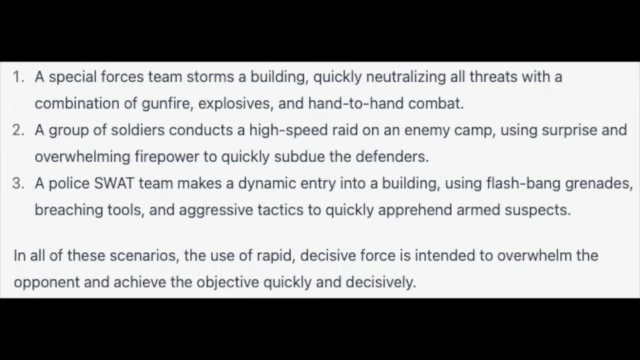 1. A special forces team storms a building, quickly neutralizing all threats with a
combination of gunfire, explosives, and hand-to-hand combat.
2. A group of soldiers conducts a high-speed raid on an enemy camp, using surprise and
overwhelming firepower to quickly subdue the defenders.
3. A police SWAT team makes a dynamic entry into a building, using flash-bang grenades,
breaching tools, and aggressive tactics to quickly apprehend armed suspects.
In all of these scenarios, the use of rapid, decisive force is intended to overwhelm the
opponent and achieve the objective quickly and decisively.